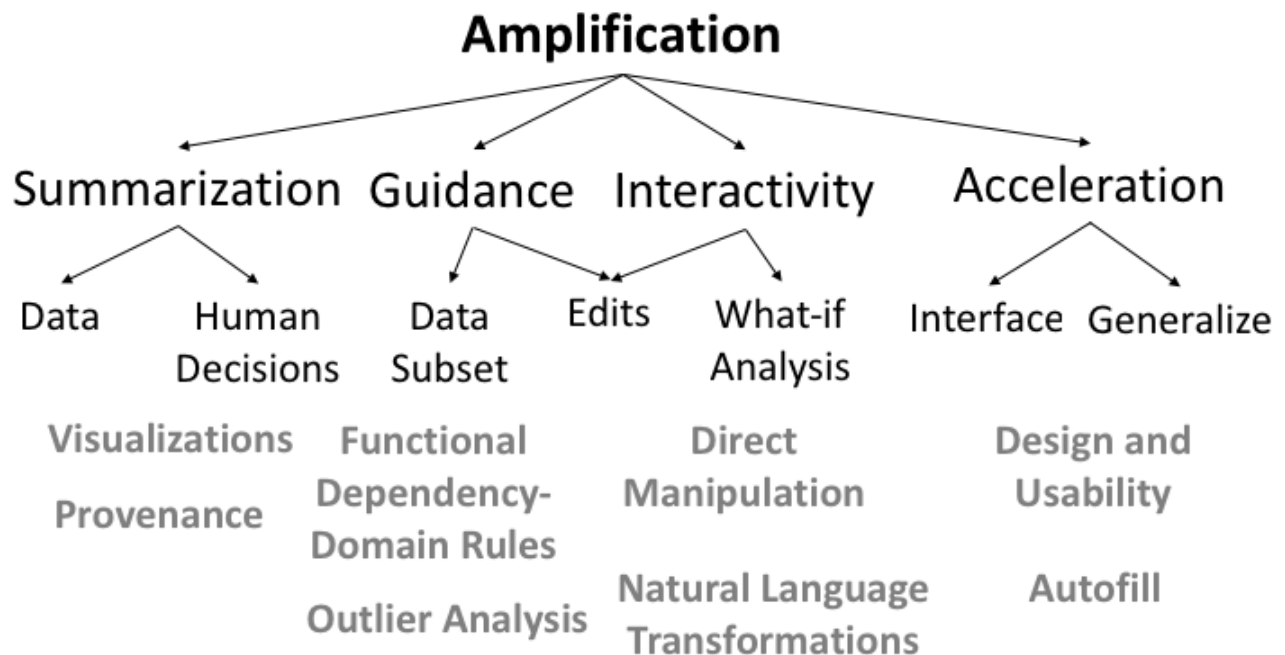 Amplification
Summarization
Guidance
Interactivity
Acceleration
Data
Human
Decisions
Data
Subset
Edits
What-if
Analysis
Interface
Generalize
Visualizations
Provenance
Functional
Dependency-
Domain Rules
Outlier Analysis
Direct
Manipulation
Natural Language
Transformations
Design and
Usability
Autofill